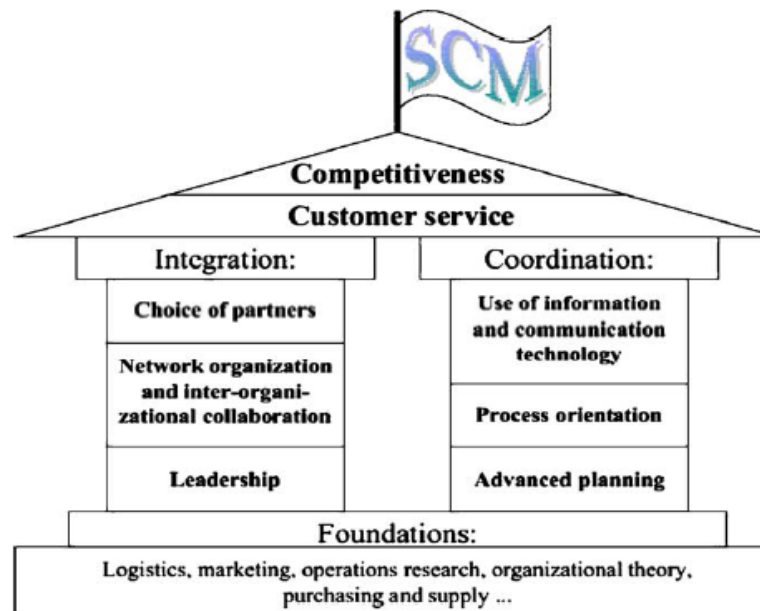 SCM
Competitiveness
Customer service
Integration:
Choice of partners
Network organization
and inter-organi-
zational collaboration
Leadership
Coordination:
Use of information
and communication
technology
Process orientation
Advanced planning
Foundations:
Logistics, marketing, operations research, organizational theory,
purchasing and supply ...